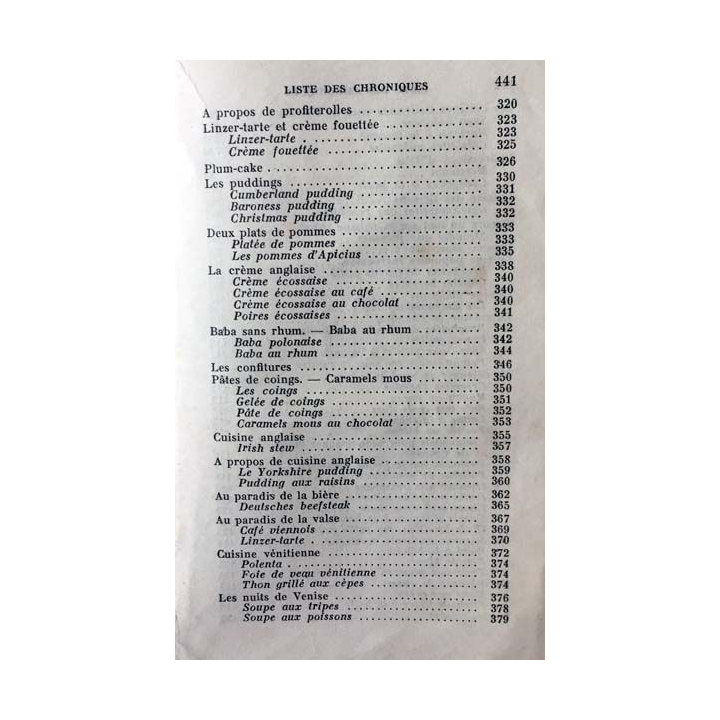 LISTE DES CHRONIQUES 441
A propos de profiterolles .................... 320
Linzer-tarte et crème fouettée ................ 323
Linzer-tarte . ............................ 323
Crème fouettée .......................... 325
Plum-cake . .................................. 326
Les puddings ................................ 330
Cumberland pudding .................... 331
Baroness pudding ........................ 332
Christmas pudding ...................... 332
Deux plats de pommes ........................ 333
Platée de pommes ........................ 333
Les pommes d'Apicius .................... 335
La crème anglaise ............................ 338
Crème écossaise ........................ 340
Crème écossaise au café .................. 340
Crème écossaise au chocolat .............. 340
Poires écossaises ........................ 341
Baba sans rhum. — Baba au rhum ............ 342
Baba polonaise .......................... 342
Baba au rhum .......................... 344
Les confitures ................................ 346
Pâtes de coings. — Caramels mous ............ 350
Les coings .............................. 350
Gelée de coings .......................... 351
Pâte de coings .......................... 352
Caramels mous au chocolat ................ 353
Cuisine anglaise .............................. 355
Irish stew .............................. 357
A propos de cuisine anglaise .................. 358
Le Yorkshire pudding .................... 359
Pudding aux raisins ...................... 360
Au paradis de la bière ........................ 362
Deutsches beefsteak ...................... 365
Au paradis de la valse ........................ 367
Café viennois ............................ 369
Linzer-tarte . ............................ 370
Cuisine vénitienne ............................ 372
Polenta . ................................ 374
Foie de veau vénitienne .................. 374
Thon grillé aux cèpes .................... 374
Les nuits de Venise .......................... 376
Soupe aux tripes ........................ 378
Soupe aux poissons ...................... 379